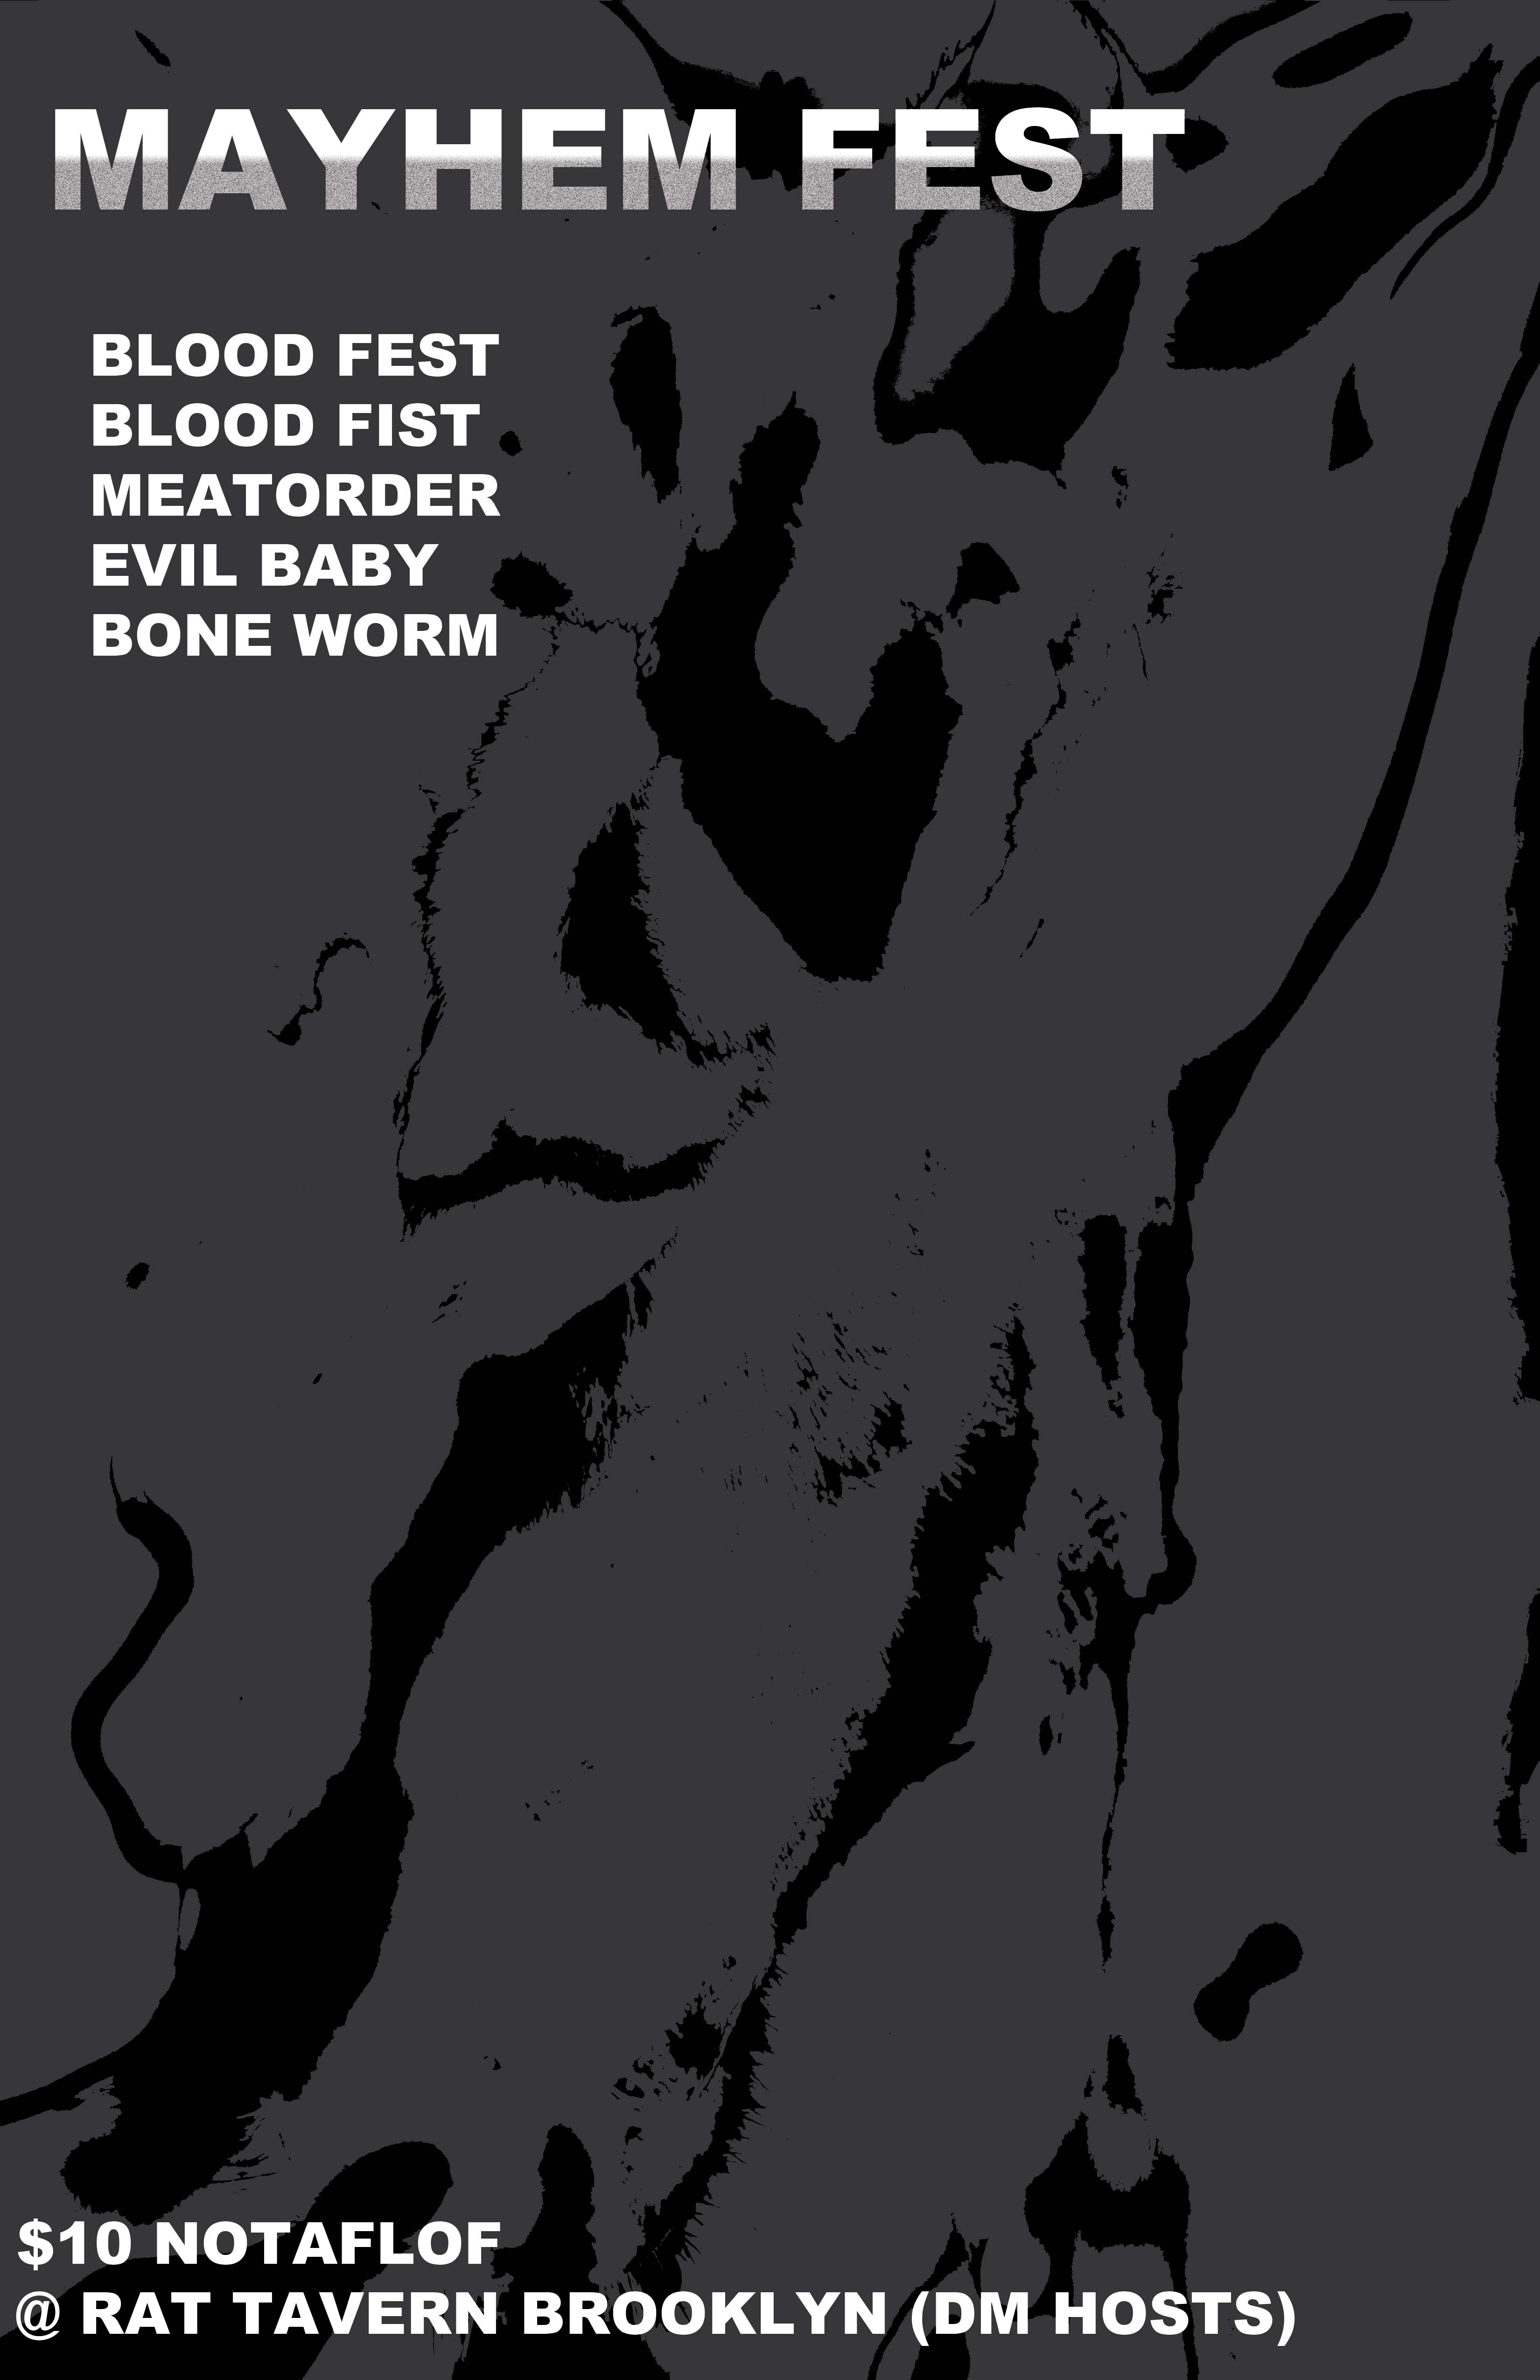 MAYHEM FEST
BLOOD FEST
BLOOD FIST
MEATORDER
EVIL BABY
BONE WORM
$10 NOTAFLOF
@ RAT TAVERN BROOKLYN (DM HOSTS)